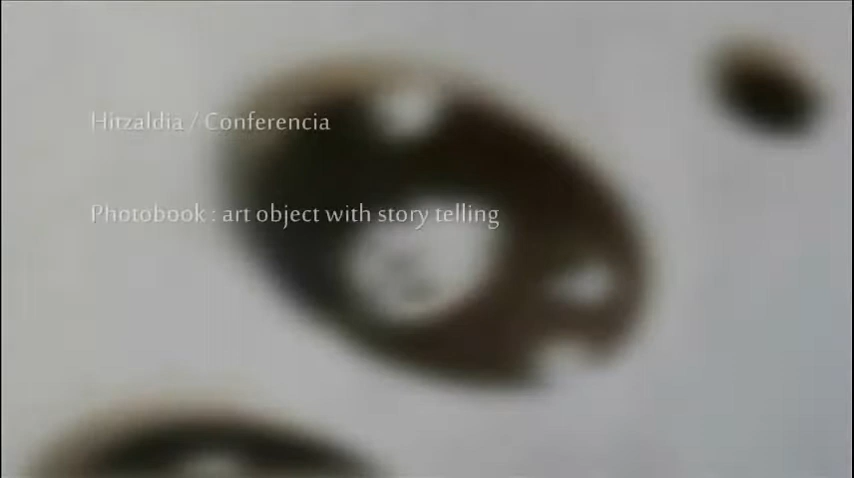 Hitzaldia / Conferencia
Photobook : art object with story telling